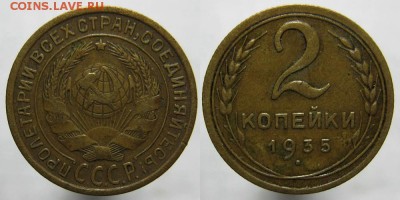 COINS.LAVE.RU
ПРОЛЕТАРИИ ВСЕХ СТРАН, СОЕДИНЯЙТЕСЬ!
СССР
2
КОПЕЙКИ
1935